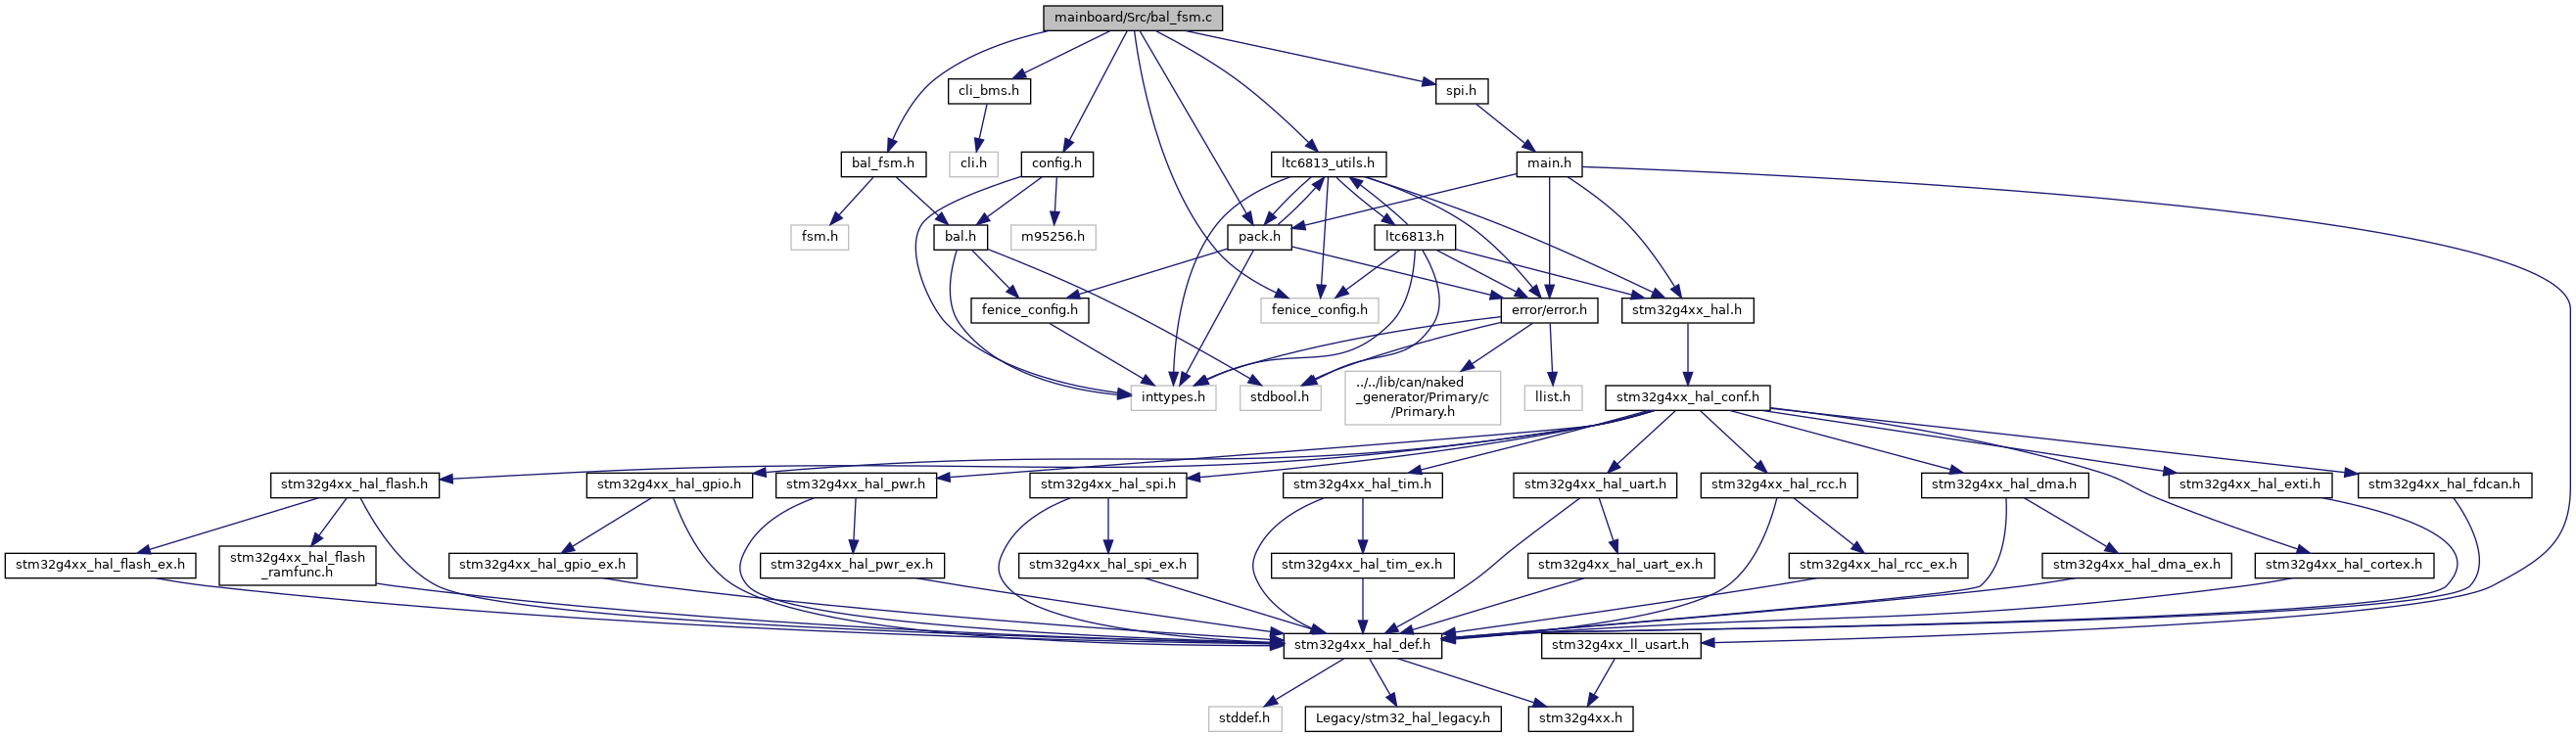 mainboard/Src/bal_fsm.c
cli_bms.h
spi.h
bal_fsm.h
cli.h
config.h
ltc6813_utils.h
main.h
fsm.h
bal.h
m95256.h
pack.h
ltc6813.h
fenice_config.h
fenice_config.h
error/error.h
stm32g4xx_hal.h
inttypes.h
stdbool.h
../../lib/can/naked
_generator/Primary/c
/Primary.h
llist.h
stm32g4xx_hal_conf.h
stm32g4xx_hal_flash.h
stm32g4xx_hal_gpio.h
stm32g4xx_hal_pwr.h
stm32g4xx_hal_spi.h
stm32g4xx_hal_tim.h
stm32g4xx_hal_uart.h
stm32g4xx_hal_rcc.h
stm32g4xx_hal_dma.h
stm32g4xx_hal_exti.h
stm32g4xx_hal_fdcan.h
stm32g4xx_hal_flash_ex.h
stm32g4xx_hal_flash
_ramfunc.h
stm32g4xx_hal_gpio_ex.h
stm32g4xx_hal_pwr_ex.h
stm32g4xx_hal_spi_ex.h
stm32g4xx_hal_tim_ex.h
stm32g4xx_hal_uart_ex.h
stm32g4xx_hal_rcc_ex.h
stm32g4xx_hal_dma_ex.h
stm32g4xx_hal_cortex.h
stm32g4xx_hal_def.h
stm32g4xx_ll_usart.h
stddef.h
Legacy/stm32_hal_legacy.h
stm32g4xx.h